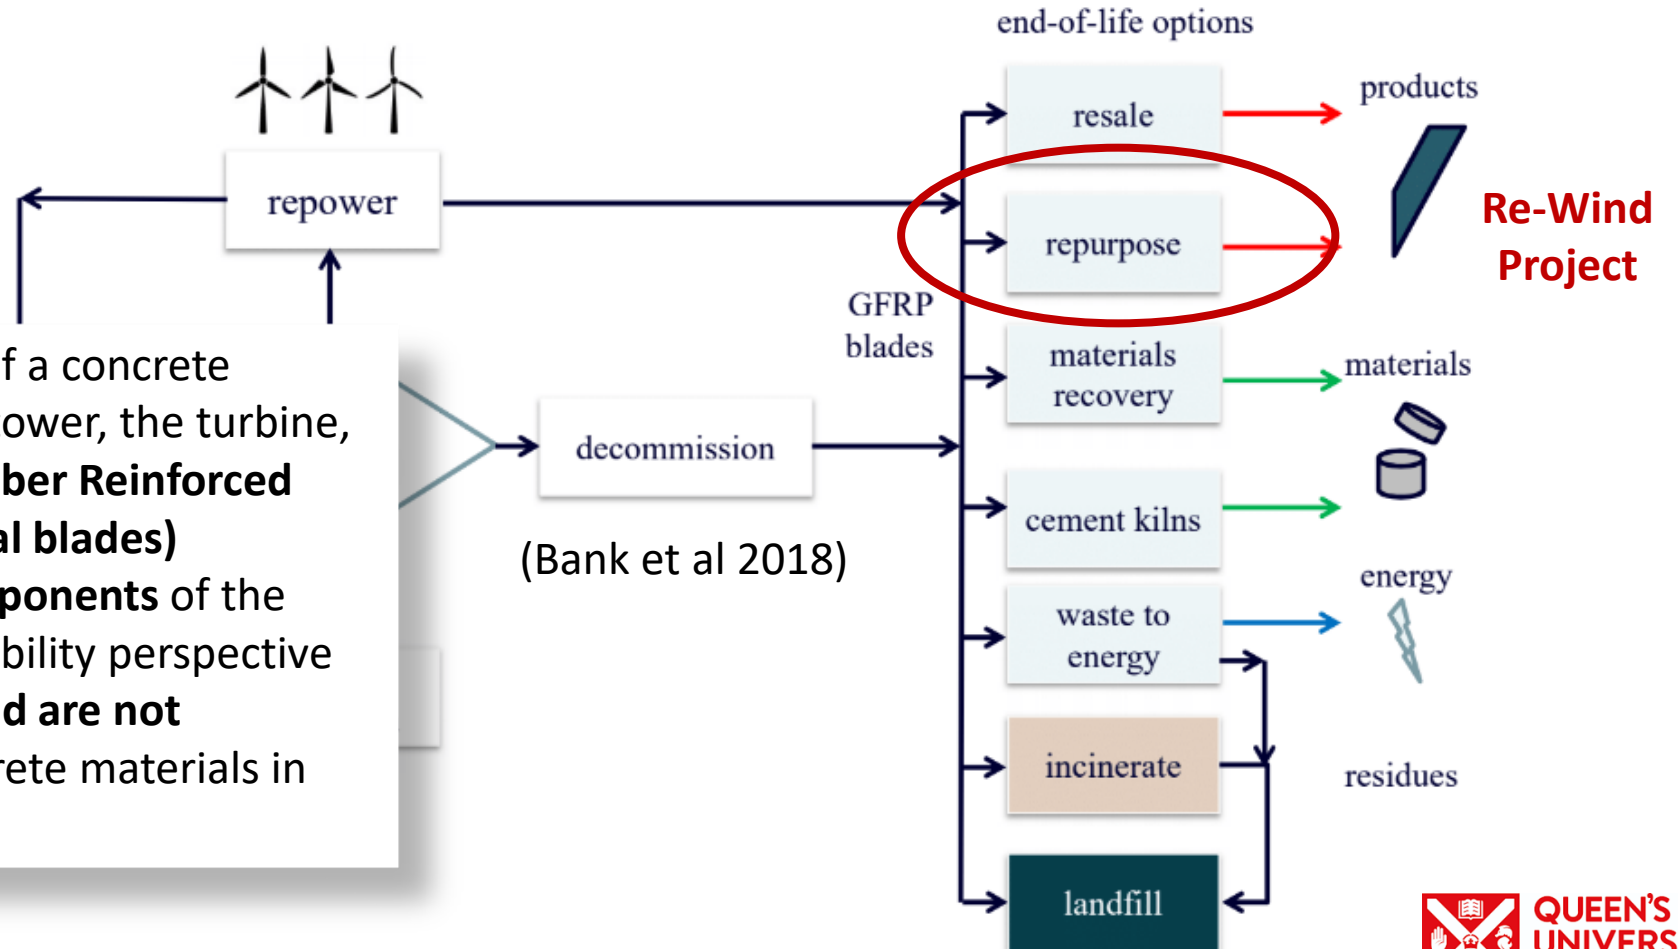 end-of-life options
resale
products
repower
repurpose
Re-Wind
Project
GFRP
blades
materials
recovery
materials
f a concrete
ower, the turbine,
ber Reinforced
al blades)
ponents of the
bility perspective
d are not
rete materials in
decommission
(Bank et al 2018)
cement kilns
energy
waste to
energy
incinerate
residues
landfill
QUEEN'S
UNIVERS